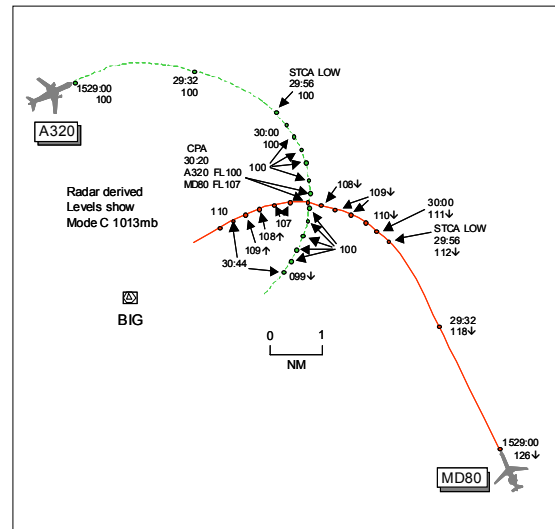 1529:00
100
A320
29:32
100
STCA LOW
29:56
100
30:00
100
100
CPA
30:20
A320 FL100
MD80 FL107
Radar derived
Levels show
Mode C 1013mb
108↓
109↓
110↓
30:00
111↓
STCA LOW
29:56
112↓
110
107
108↑
109↑
100
30:44
099↓
BIG
0 1
NM
29:32
118↓
1529:00
126↓
MD80